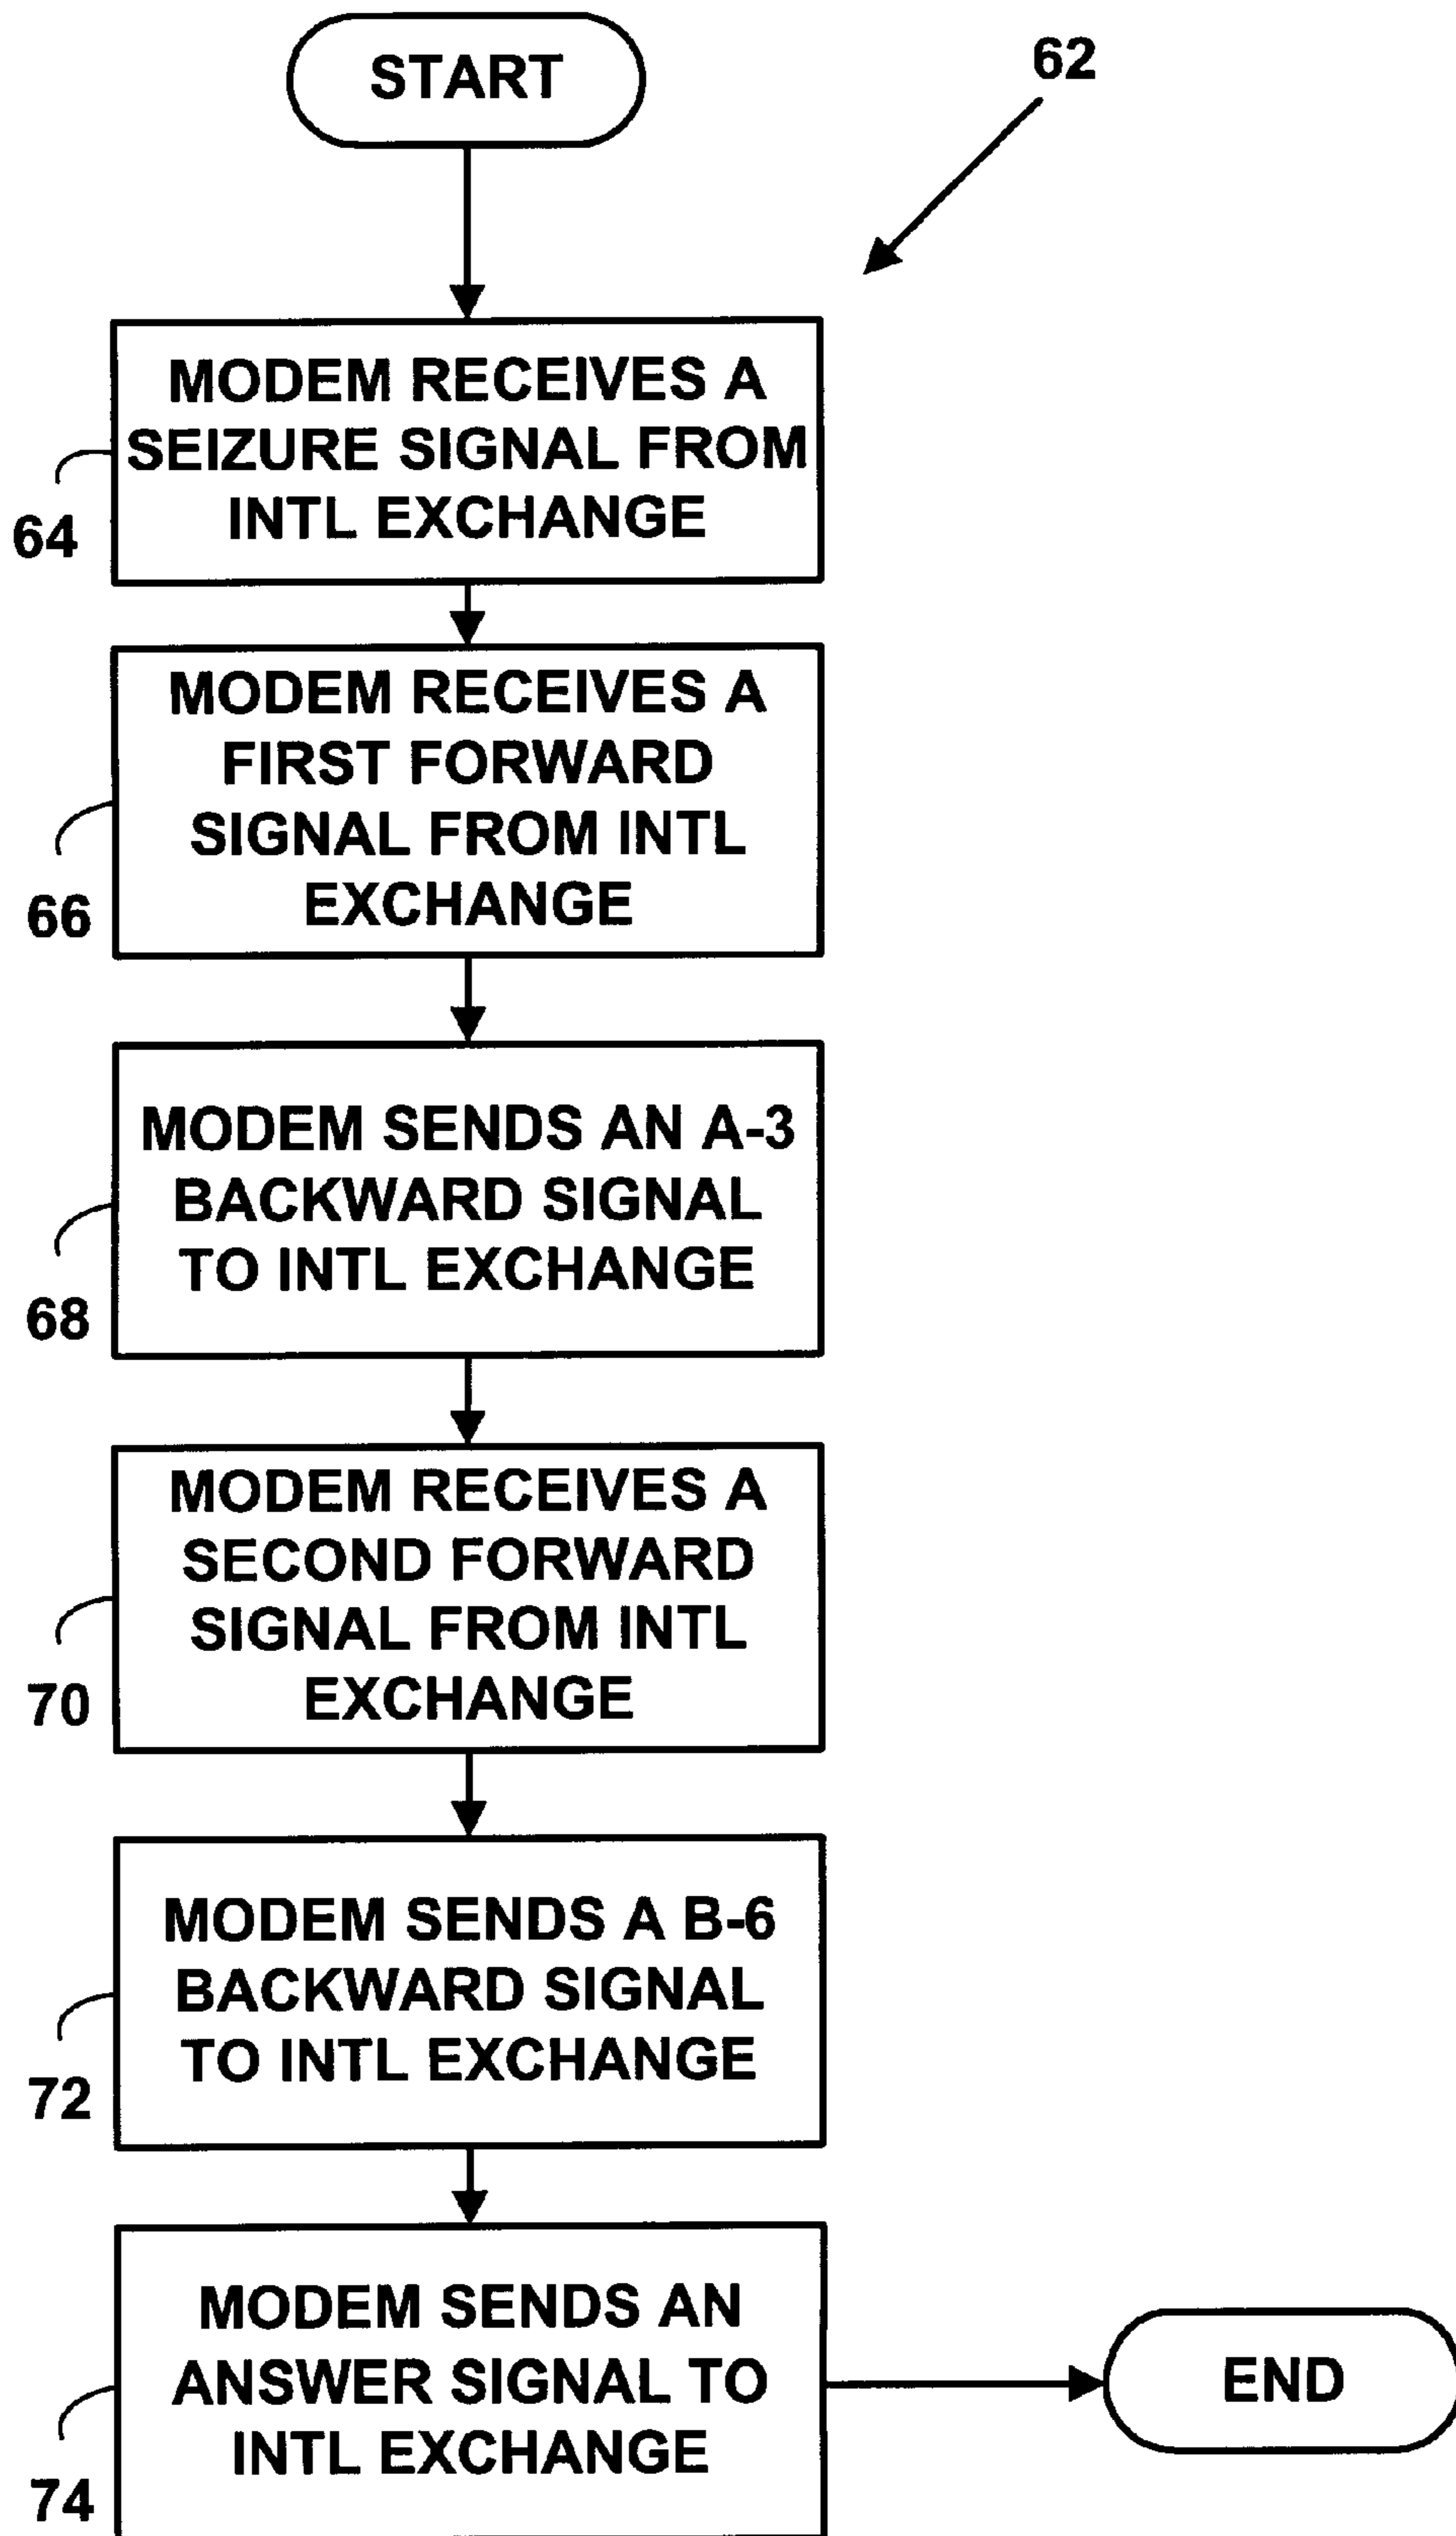 START
62
MODEM RECEIVES A
SEIZURE SIGNAL FROM
INTL EXCHANGE
64
MODEM RECEIVES A
FIRST FORWARD
SIGNAL FROM INTL
EXCHANGE
66
MODEM SENDS AN A-3
BACKWARD SIGNAL
TO INTL EXCHANGE
68
MODEM RECEIVES A
SECOND FORWARD
SIGNAL FROM INTL
EXCHANGE
70
MODEM SENDS A B-6
BACKWARD SIGNAL
TO INTL EXCHANGE
72
MODEM SENDS AN
ANSWER SIGNAL TO
INTL EXCHANGE
74
END